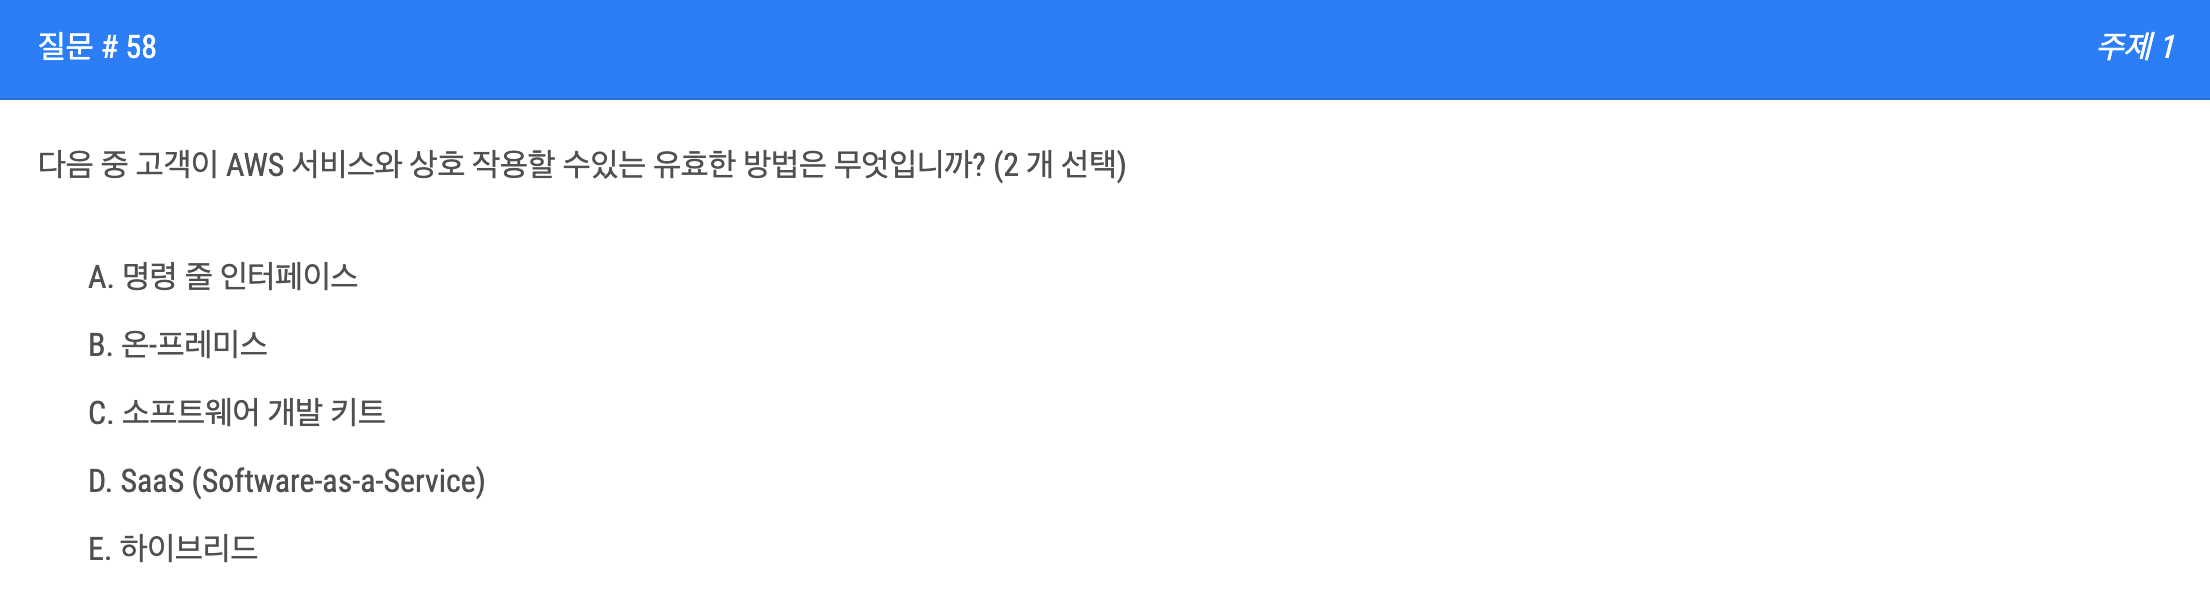 질문 # 58
주제 1
다음 중 고객이 AWS 서비스와 상호 작용할 수있는 유효한 방법은 무엇입니까? (2 개 선택)
A. 명령 줄 인터페이스
B. 온-프레미스
C. 소프트웨어 개발 키트
D. SaaS (Software-as-a-Service)
E. 하이브리드